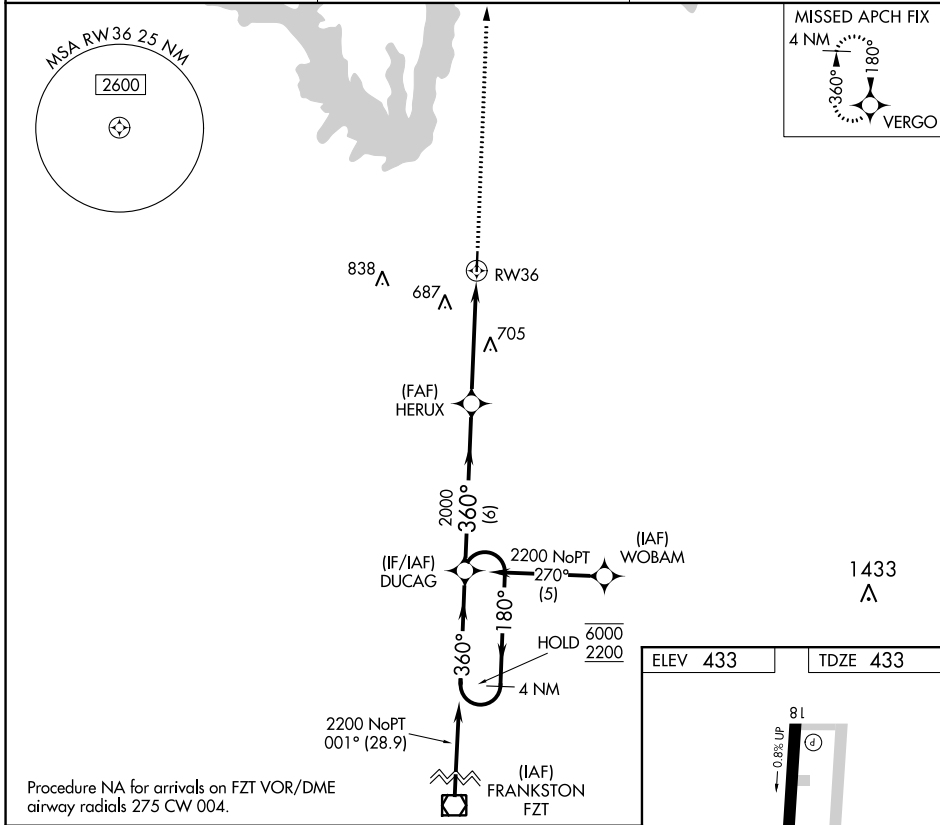 MSA RW36 25 NM
2600
MISSED APCH FIX
4 NM
360°
180°
VERGO
838
687
RW36
705
(FAF)
HERUX
2000
360°
(6)
(IF/IAF)
DUCAG
2200 NoPT
270°
(5)
(IAF)
WOBAM
1433
360°
180°
HOLD
6000
2200
4 NM
2200 NoPT
001° (28.9)
(IAF)
FRANKSTON
FZT
Procedure NA for arrivals on FZT VOR/DME
airway radials 275 CW 004.
ELEV 433
TDZE 433
18
0.8% UP
P